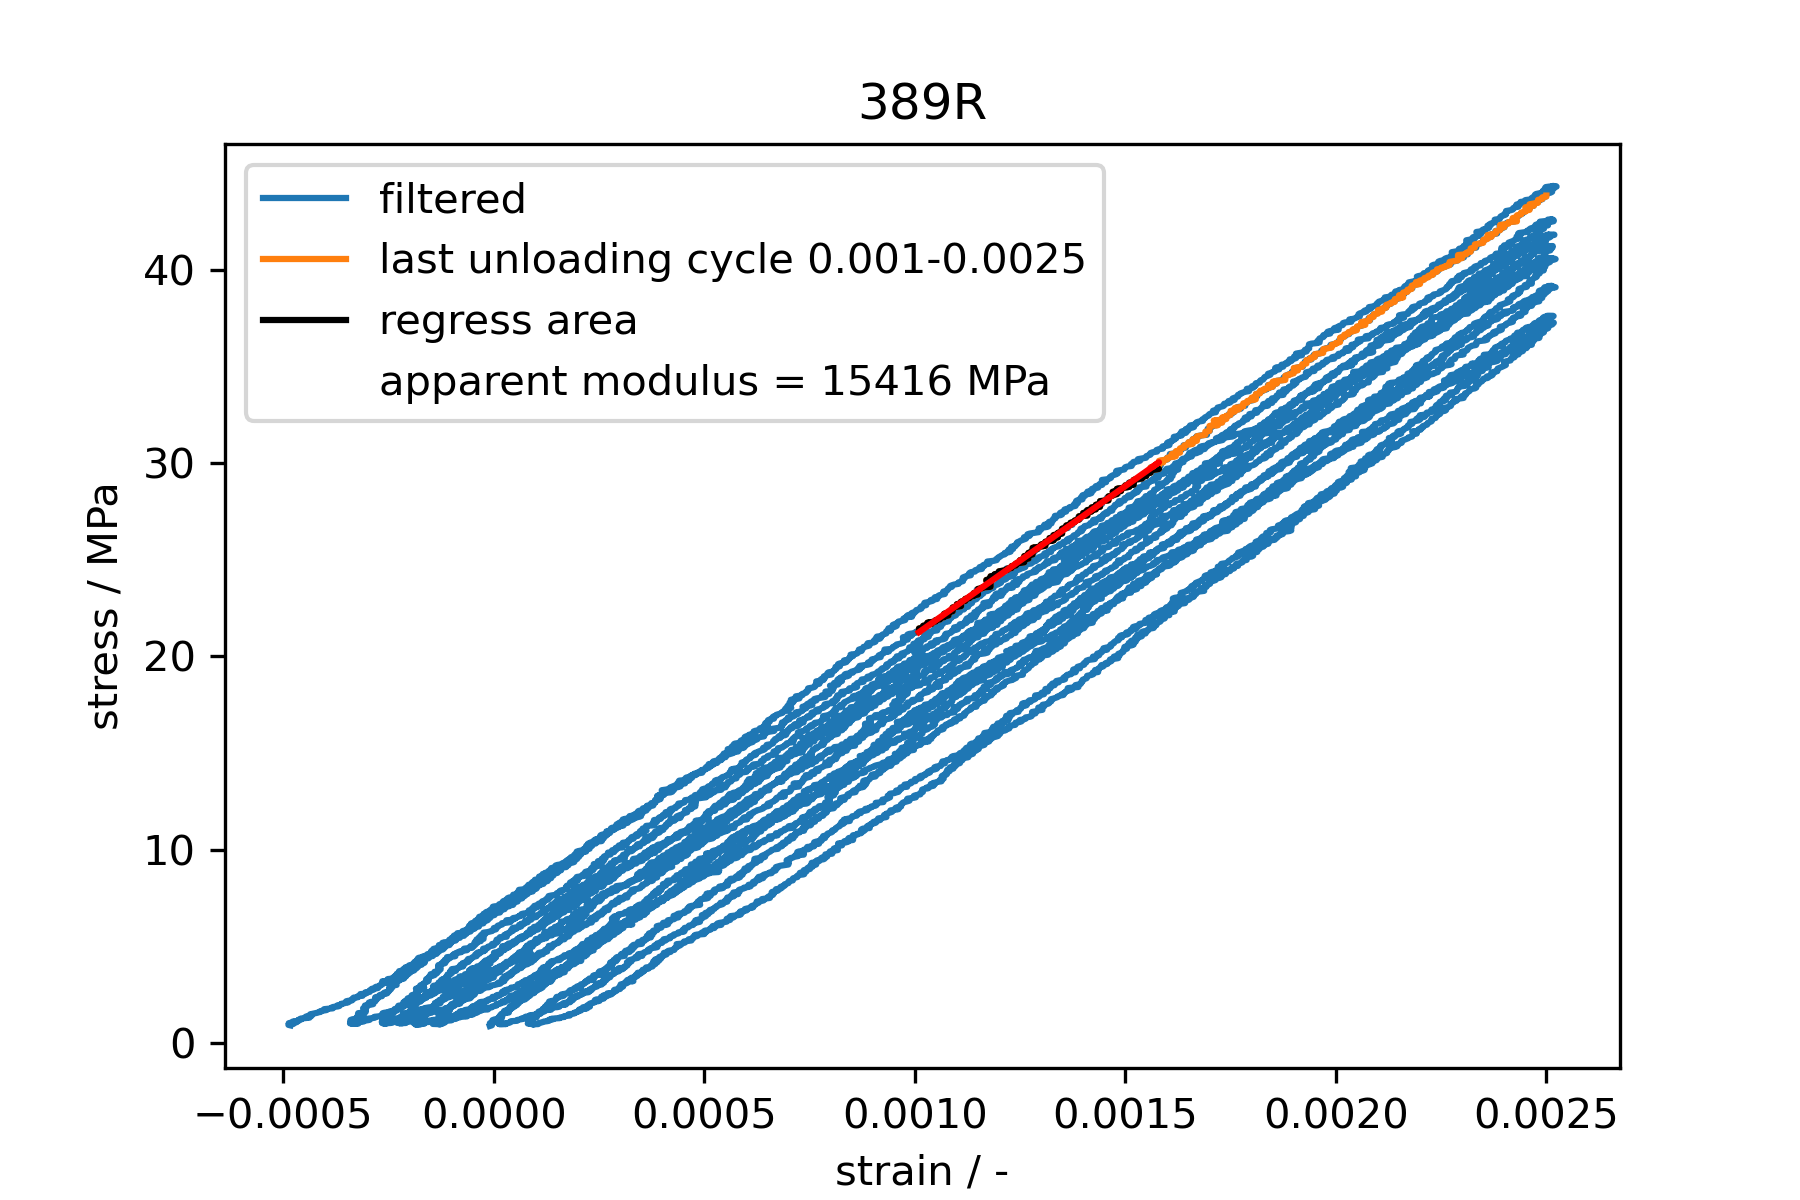 389R
filtered
last unloading cycle 0.001-0.0025
regress area
apparent modulus = 15416 MPa
40
30
20
10
0
stress / MPa
−0.0005 0.0000 0.0005 0.0010 0.0015 0.0020 0.0025
strain / -